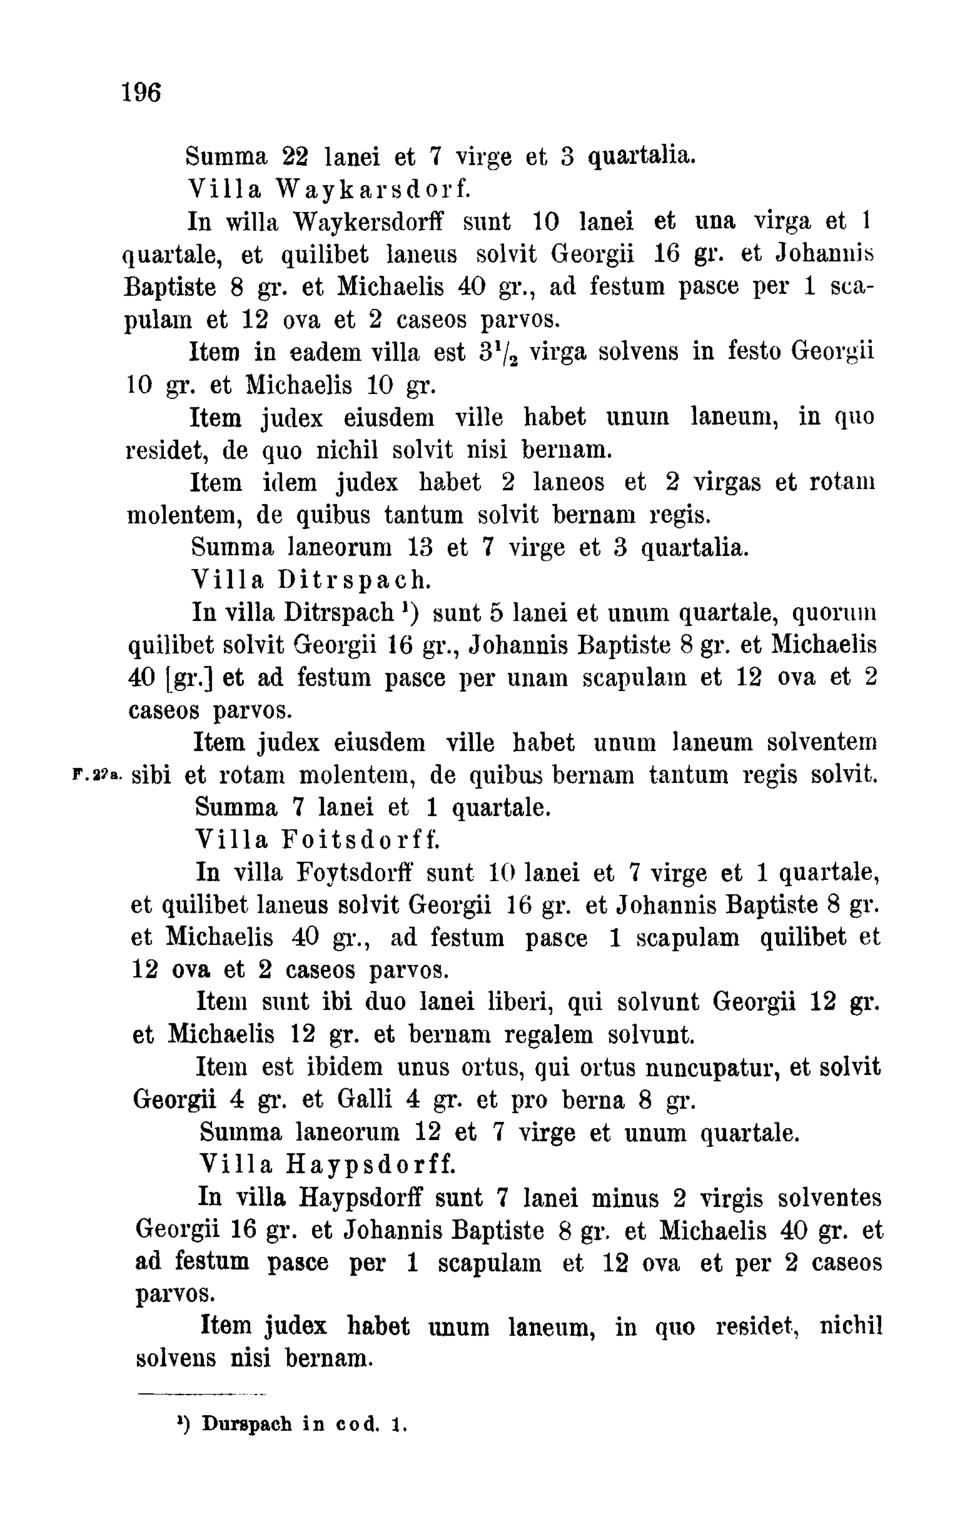 196
Summa 22 lanei et 7 virge et 3 quartalia.
Villa Waykarsdorf.
In willa Waykersdorff sunt 10 lanei et una virga et 1
quartale, et quilibet laneus solvit Georgii 16 gr. et Johannis
Baptiste 8 gr. et Michaelis 40 gr., ad festum pasce per 1 sca-
pulam et 12 ova et 2 caseos parvos.
Item in eadem villa est 3¹/₂ virga solvens in festo Georgii
10 gr. et Michaelis 10 gr.
Item judex eiusdem ville habet unum laneum, in quo
residet, de quo nichil solvit nisi bernam.
Item idem judex habet 2 laneos et 2 virgas et rotam
molentem, de quibus tantum solvit bernam regis.
Summa laneorum 13 et 7 virge et 3 quartalia.
Villa Ditrspach.
In villa Ditrspach ¹) sunt 5 lanei et unum quartale, quorum
quilibet solvit Georgii 16 gr., Johannis Baptiste 8 gr. et Michaelis
40 [gr.] et ad festum pasce per unam scapulam et 12 ova et 2
caseos parvos.
Item judex eiusdem ville habet unum laneum solventem
F. 22a. sibi et rotam molentem, de quibus bernam tantum regis solvit.
Summa 7 lanei et 1 quartale.
Villa Foitsdorff.
In villa Foytsdorff sunt 10 lanei et 7 virge et 1 quartale,
et quilibet laneus solvit Georgii 16 gr. et Johannis Baptiste 8 gr.
et Michaelis 40 gr., ad festum pasce 1 scapulam quilibet et
12 ova et 2 caseos parvos.
Item sunt ibi duo lanei liberi, qui solvunt Georgii 12 gr.
et Michaelis 12 gr. et bernam regalem solvunt.
Item est ibidem unus ortus, qui ortus nuncupatur, et solvit
Georgii 4 gr. et Galli 4 gr. et pro berna 8 gr.
Summa laneorum 12 et 7 virge et unum quartale.
Villa Haypsdorff.
In villa Haypsdorff sunt 7 lanei minus 2 virgis solventes
Georgii 16 gr. et Johannis Baptiste 8 gr. et Michaelis 40 gr. et
ad festum pasce per 1 scapulam et 12 ova et per 2 caseos
parvos.
Item judex habet unum laneum, in quo residet, nichil
solvens nisi bernam.
¹) Durspach in cod. 1.